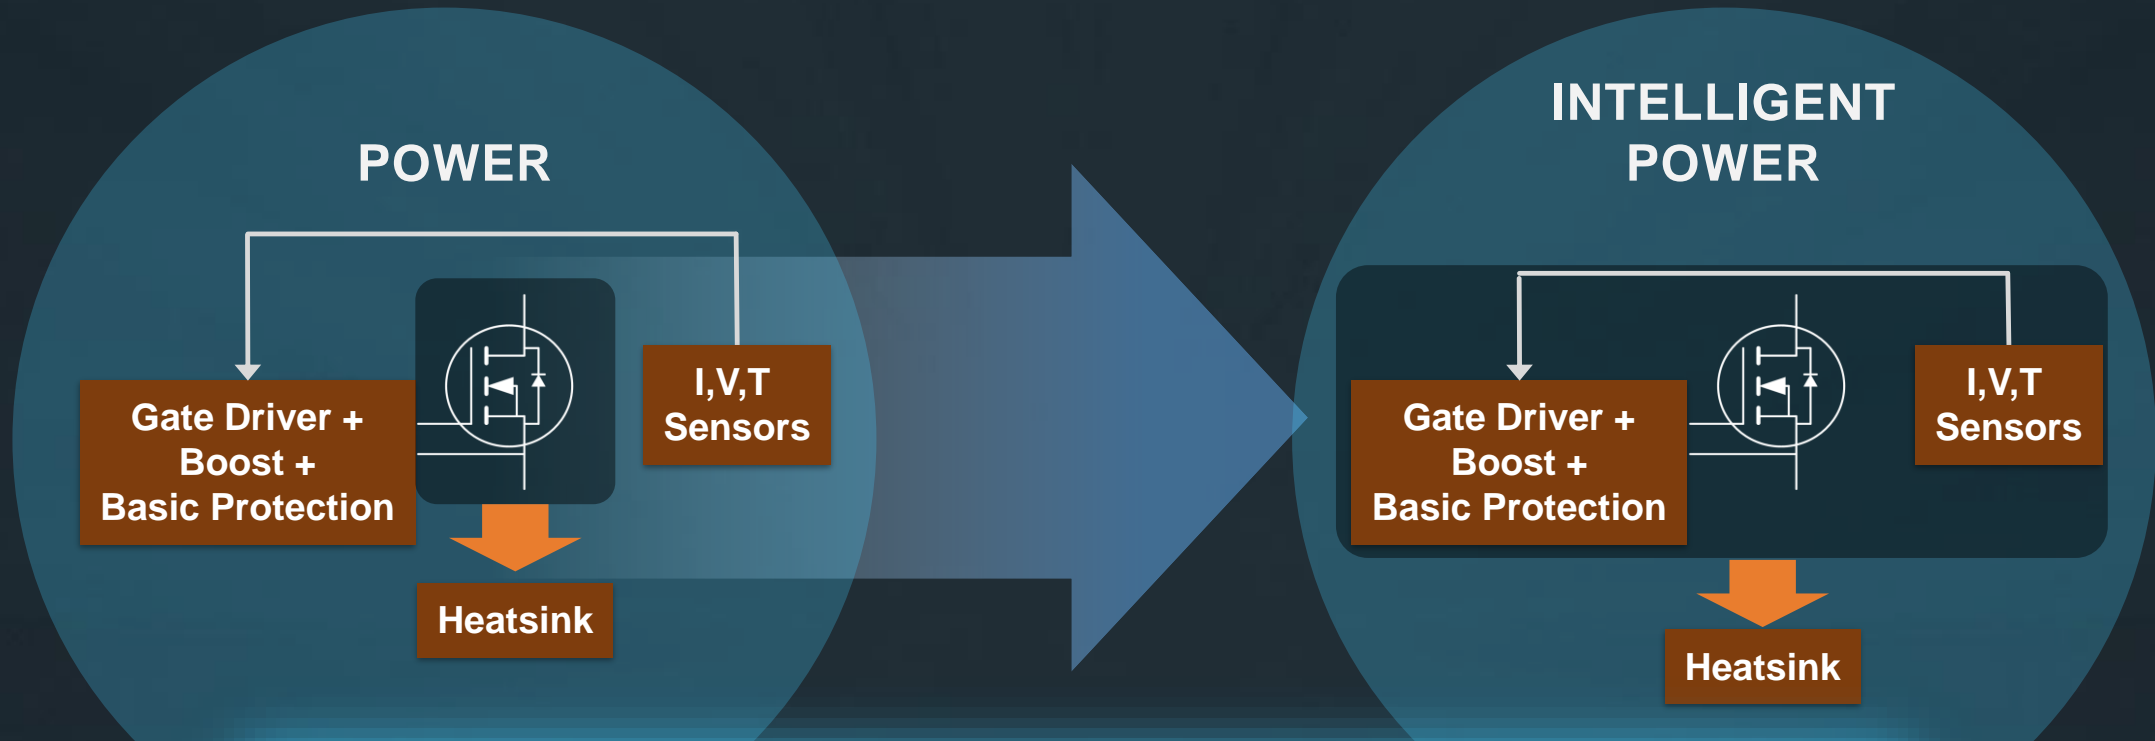 POWER
Gate Driver +
Boost +
Basic Protection
I,V,T
Sensors
Heatsink
INTELLIGENT
POWER
Gate Driver +
Boost +
Basic Protection
I,V,T
Sensors
Heatsink